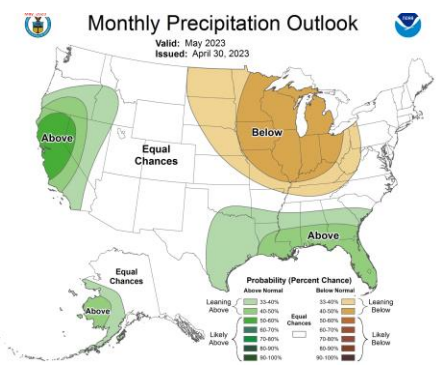 Monthly Precipitation Outlook
Valid: May 2023
Issued: April 30, 2023
Above
Equal
Chances
Below
Above
Equal
Chances
Above
Probability (Percent Chance)
Above Normal
Below Normal
Leaning
Above
33-40%
40-50%
50-60%
60-70%
70-80%
80-90%
90-100%
Likely
Above
Equal
Chances
33-40%
40-50%
50-60%
60-70%
70-80%
80-90%
90-100%
Leaning
Below
Likely
Below